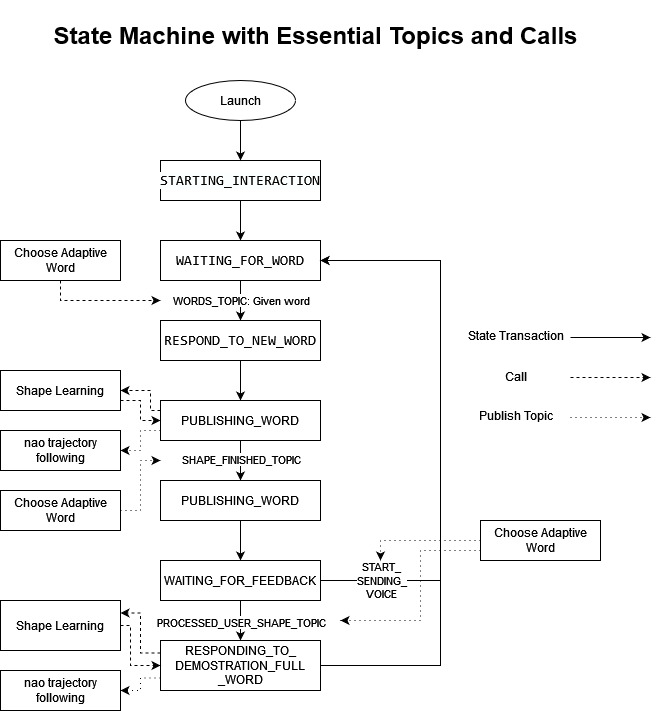 State Machine with Essential Topics and Calls
Launch
STARTING_INTERACTION
Choose Adaptive
Word
WAITING_FOR_WORD
WORDS_TOPIC: Given word
RESPOND_TO_NEW_WORD
State Transaction
Call
Publish Topic
Shape Learning
PUBLISHING_WORD
nao trajectory
following
SHAPE_FINISHED_TOPIC
Choose Adaptive
Word
PUBLISHING_WORD
Choose Adaptive
Word
WAITING_FOR_FEEDBACK
START_
SENDING_
VOICE
PROCESSED_USER_SHAPE_TOPIC
Shape Learning
RESPONDING_TO_
DEMOSTRATION_FULL
_WORD
nao trajectory
following